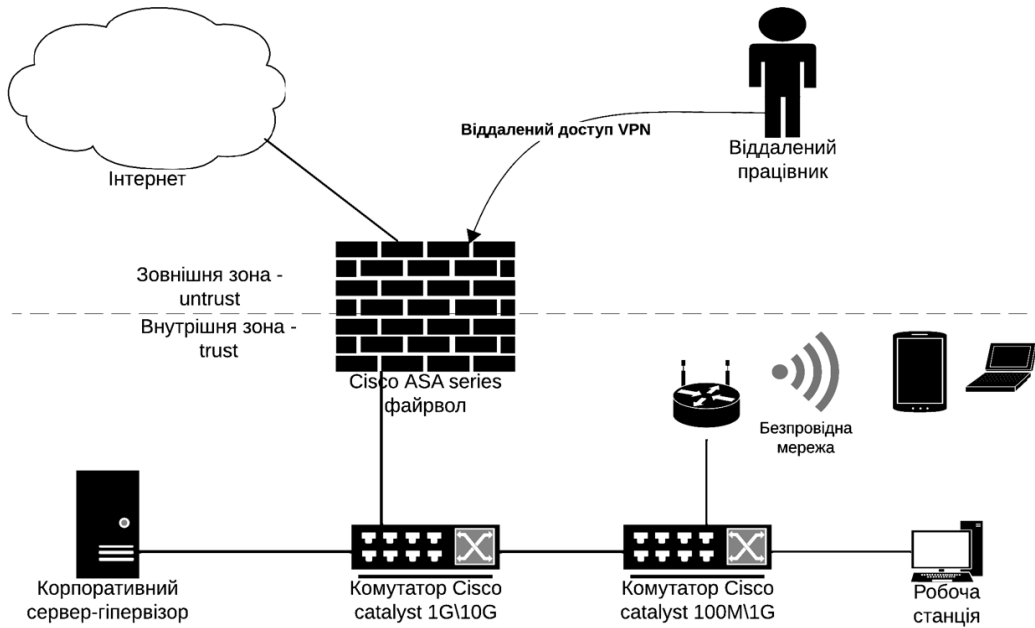 Віддалений доступ VPN
Віддалений
працівник
Інтернет
Зовнішня зона -
untrust
Внутрішня зона -
trust
Cisco ASA series
файрвол
Безпровідна
мережа
Корпоративний
сервер-гіпервізор
Комутатор Cisco
catalyst 1G\10G
Комутатор Cisco
catalyst 100M\1G
Робоча
станція